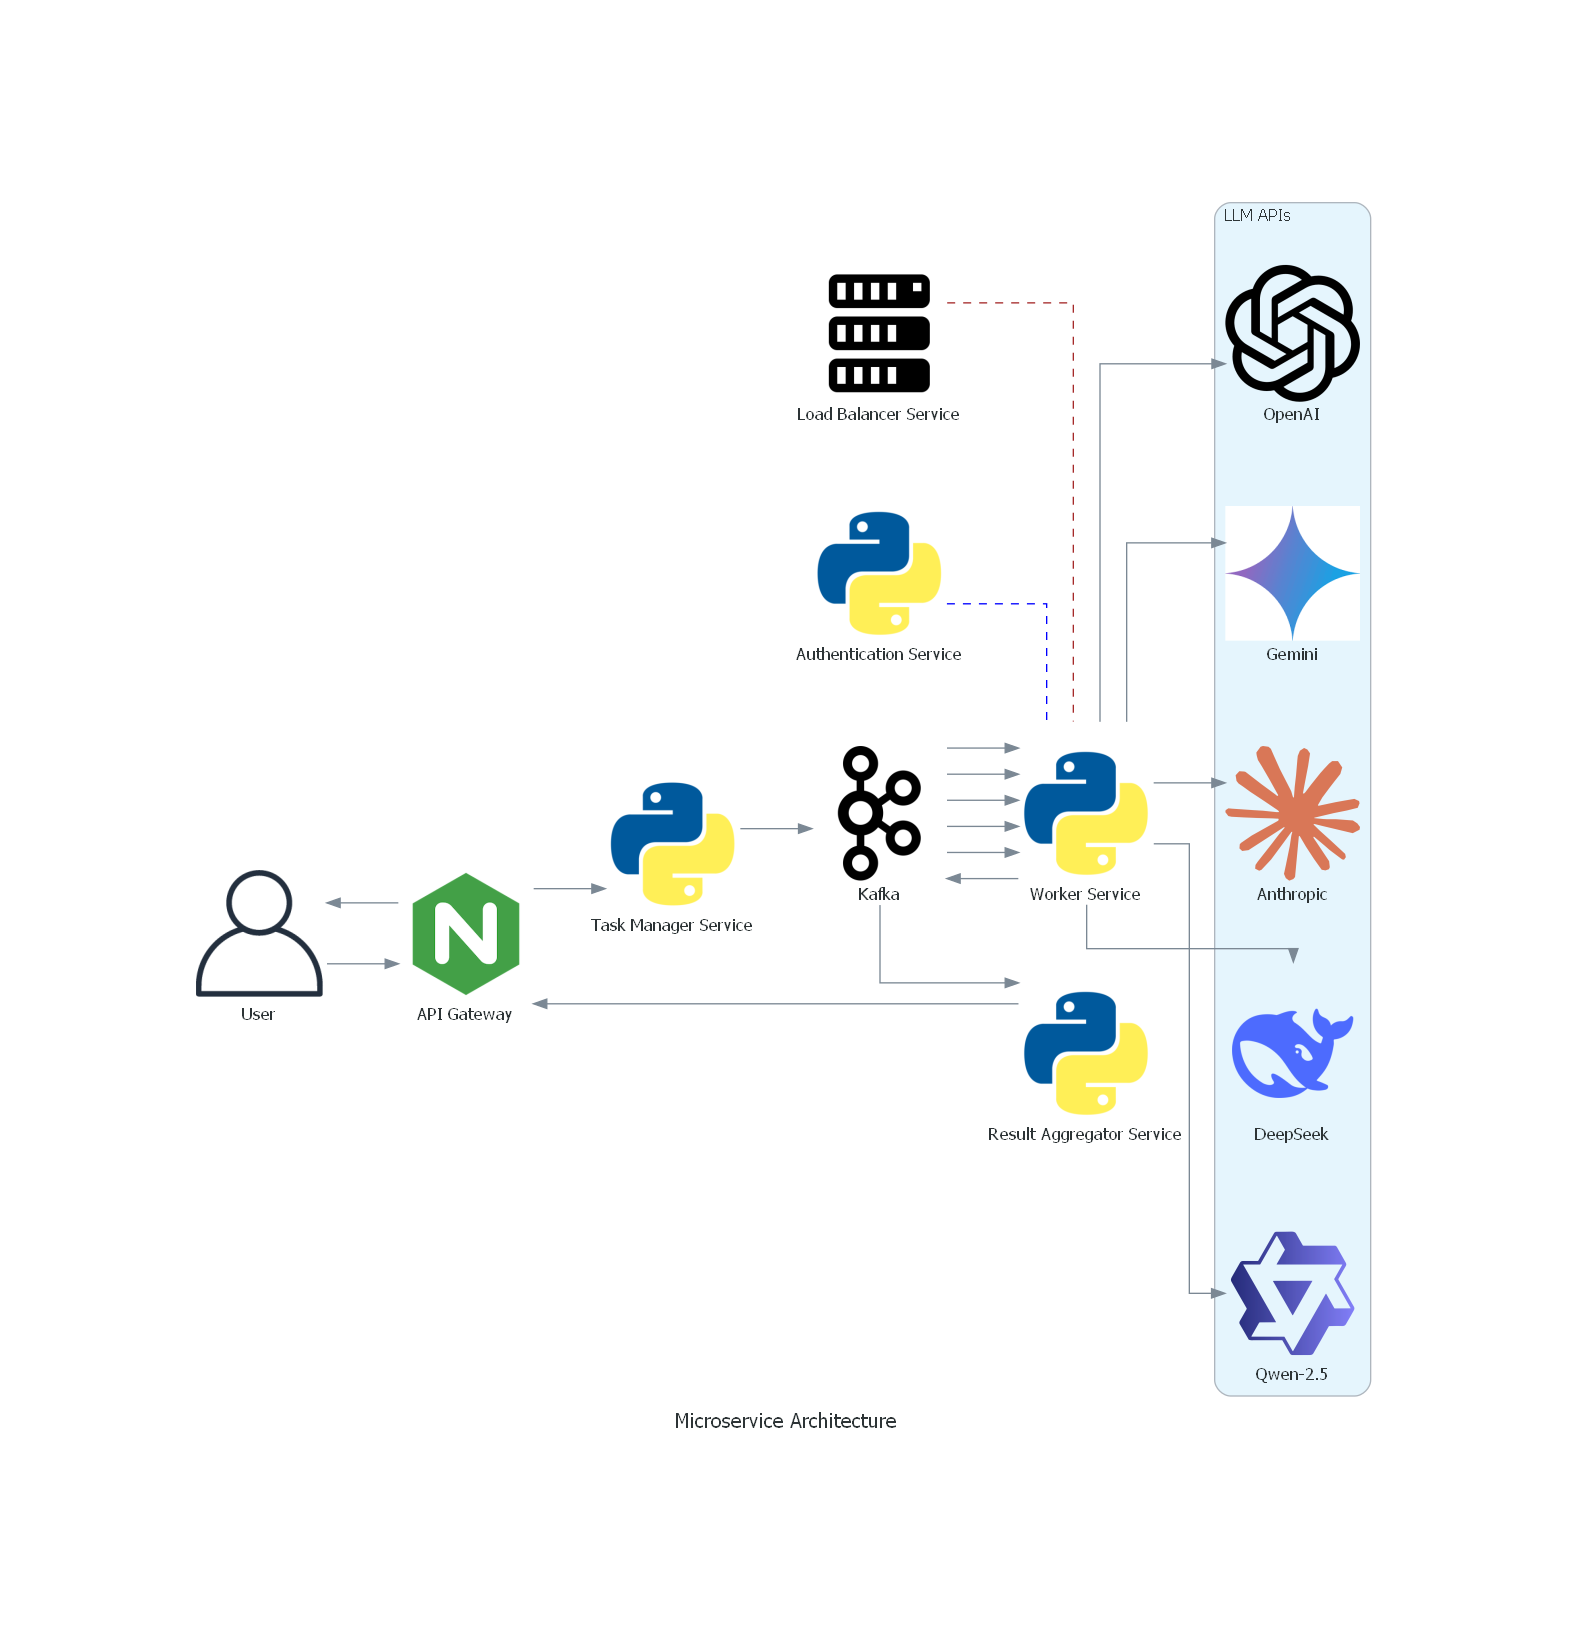 LLM APIs
Load Balancer Service
OpenAI
Authentication Service
Gemini
Kafka
Worker Service
Anthropic
Task Manager Service
User
API Gateway
Result Aggregator Service
DeepSeek
Qwen-2.5
Microservice Architecture